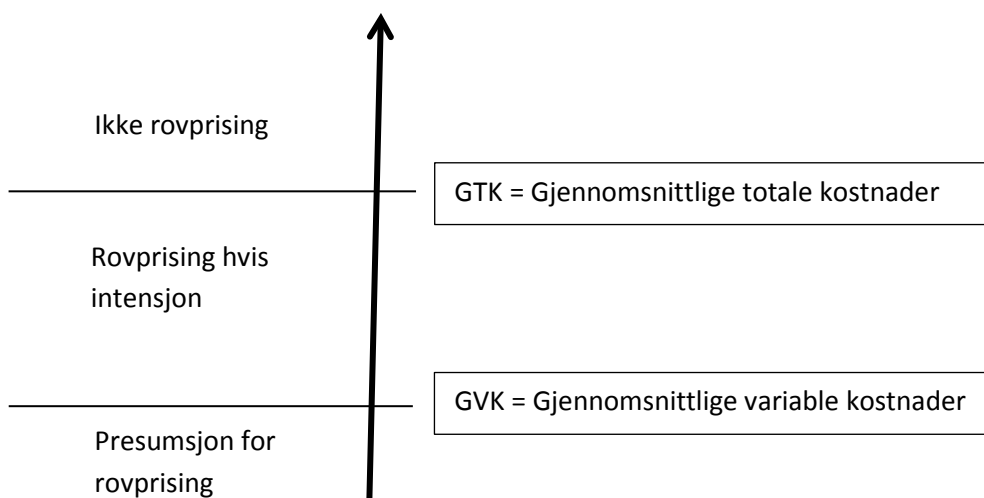 Ikke rovprising
GTK = Gjennomsnittlige totale kostnader
Rovprising hvis
intensjon
GVK = Gjennomsnittlige variable kostnader
Presumsjon for
rovprising